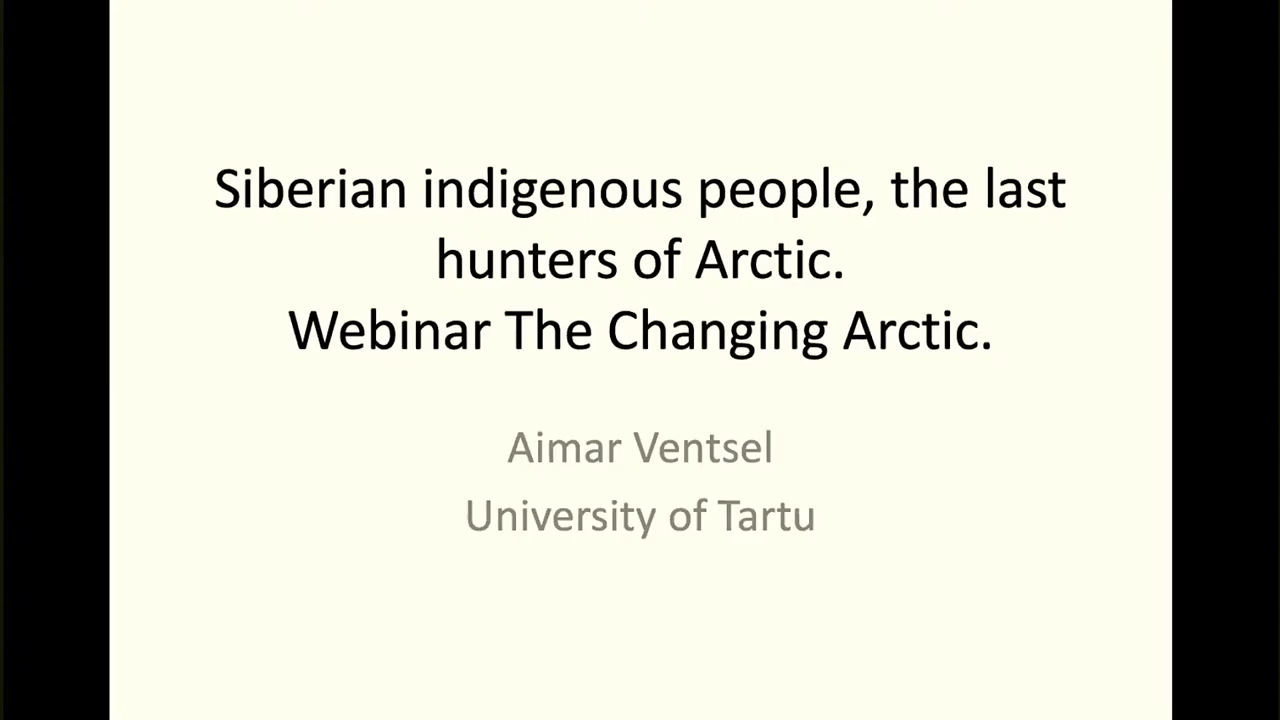 Siberian indigenous people, the last
hunters of Arctic.
Webinar The Changing Arctic.
Aimar Ventsel
University of Tartu